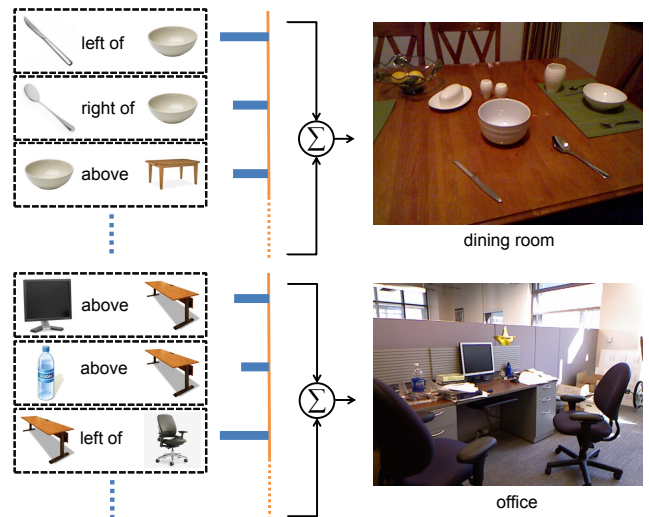 left of
right of
above
Σ
dining room
above
above
left of
Σ
office